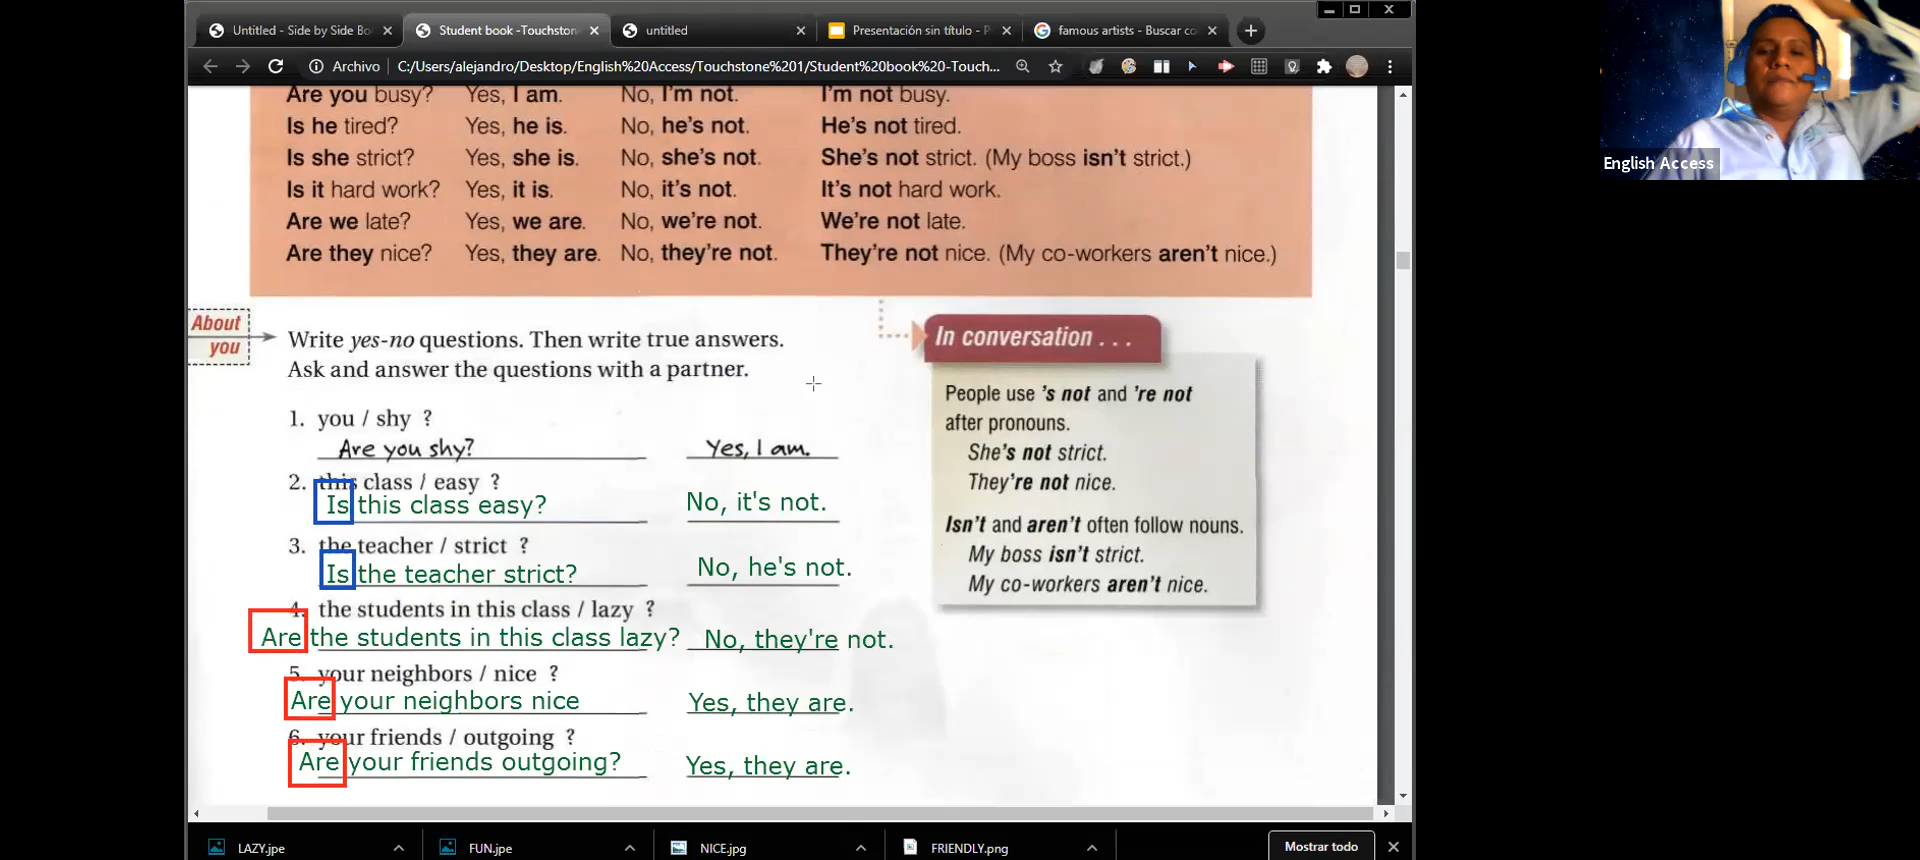 Untitled - Side by Side Bo
Student book -Touchston
untitled
Presentación sin título - P
famous artists - Buscar co
Archivo
C:/Users/alejandro/Desktop/English%20Access/Touchstone%201/Student%20book%20-Touch...
English Access
Are you busy? Yes, I am. No, I'm not. I'm not busy.
Is he tired? Yes, he is. No, he's not. He's not tired.
Is she strict? Yes, she is. No, she's not. She's not strict. (My boss isn't strict.)
Is it hard work? Yes, it is. No, it's not. It's not hard work.
Are we late? Yes, we are. No, we're not. We're not late.
Are they nice? Yes, they are. No, they're not. They're not nice. (My co-workers aren't nice.)
About
you
Write yes-no questions. Then write true answers.
Ask and answer the questions with a partner.
1. you / shy ?
Are you shy? Yes, I am.
2. this class / easy ?
Is this class easy? No, it's not.
3. the teacher / strict ?
Is the teacher strict? No, he's not.
4. the students in this class / lazy ?
Are the students in this class lazy? No, they're not.
5. your neighbors / nice ?
Are your neighbors nice Yes, they are.
6. your friends / outgoing ?
Are your friends outgoing? Yes, they are.
In conversation . . .
People use 's not and 're not
after pronouns.
She's not strict.
They're not nice.
Isn't and aren't often follow nouns.
My boss isn't strict.
My co-workers aren't nice.
LAZY.jpe
FUN.jpe
NICE.jpg
FRIENDLY.png
Mostrar todo